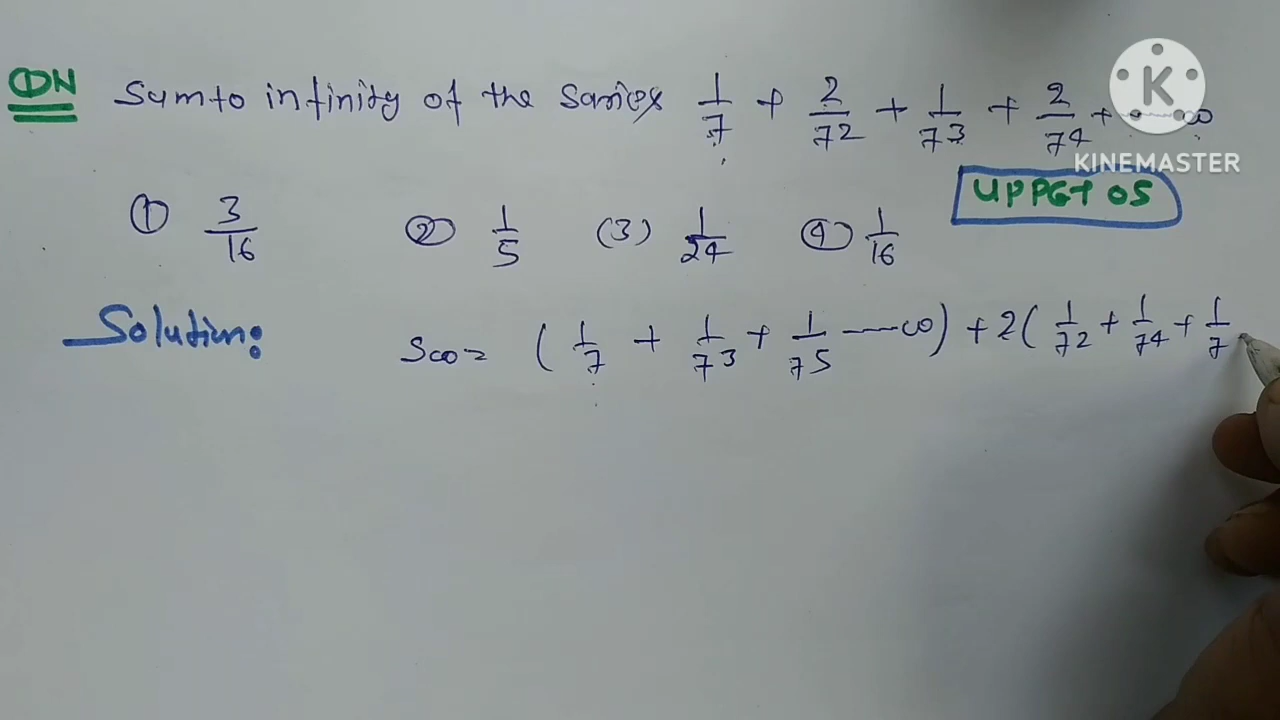 QN Sum to infinity of the Series 1/7 + 2/7² + 1/7³ + 2/7⁴ + --- ∞
K
KINEMASTER
UPPGT 05
① 3/16 ② 1/5 (3) 1/24 ④ 1/16
Solution: S∞ = (1/7 + 1/7³ + 1/7⁵ --- ∞) + 2(1/7² + 1/7⁴ + 1/7